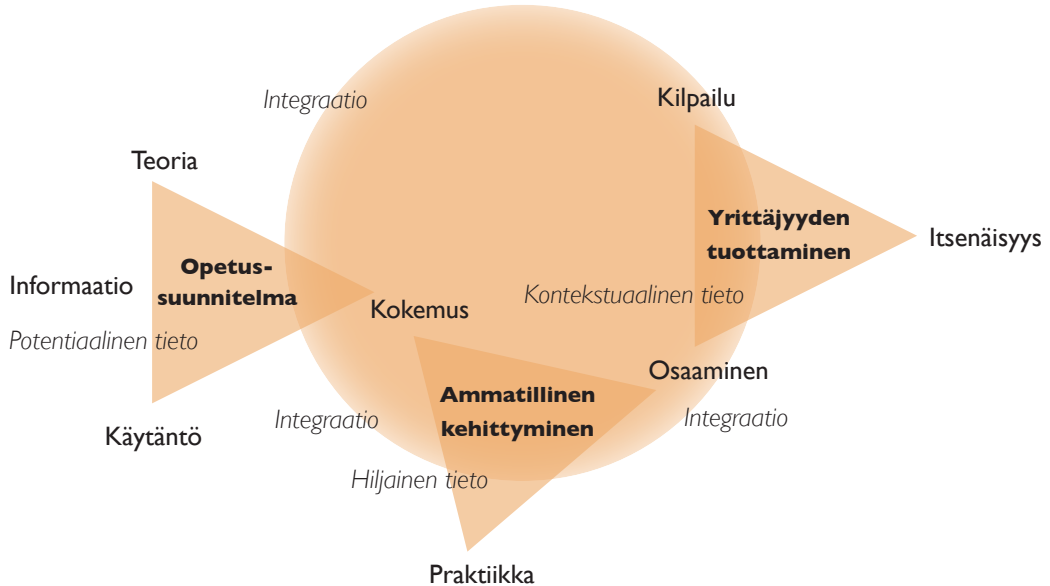 Integraatio
Kilpailu
Teoria
Yrittäjyyden
tuottaminen
Itsenäisyys
Opetus-
suunnitelma
Informaatio
Kokemus
Kontekstuaalinen tieto
Potentiaalinen tieto
Osaaminen
Ammatillinen
kehittyminen
Integraatio
Integraatio
Käytäntö
Hiljainen tieto
Praktiikka